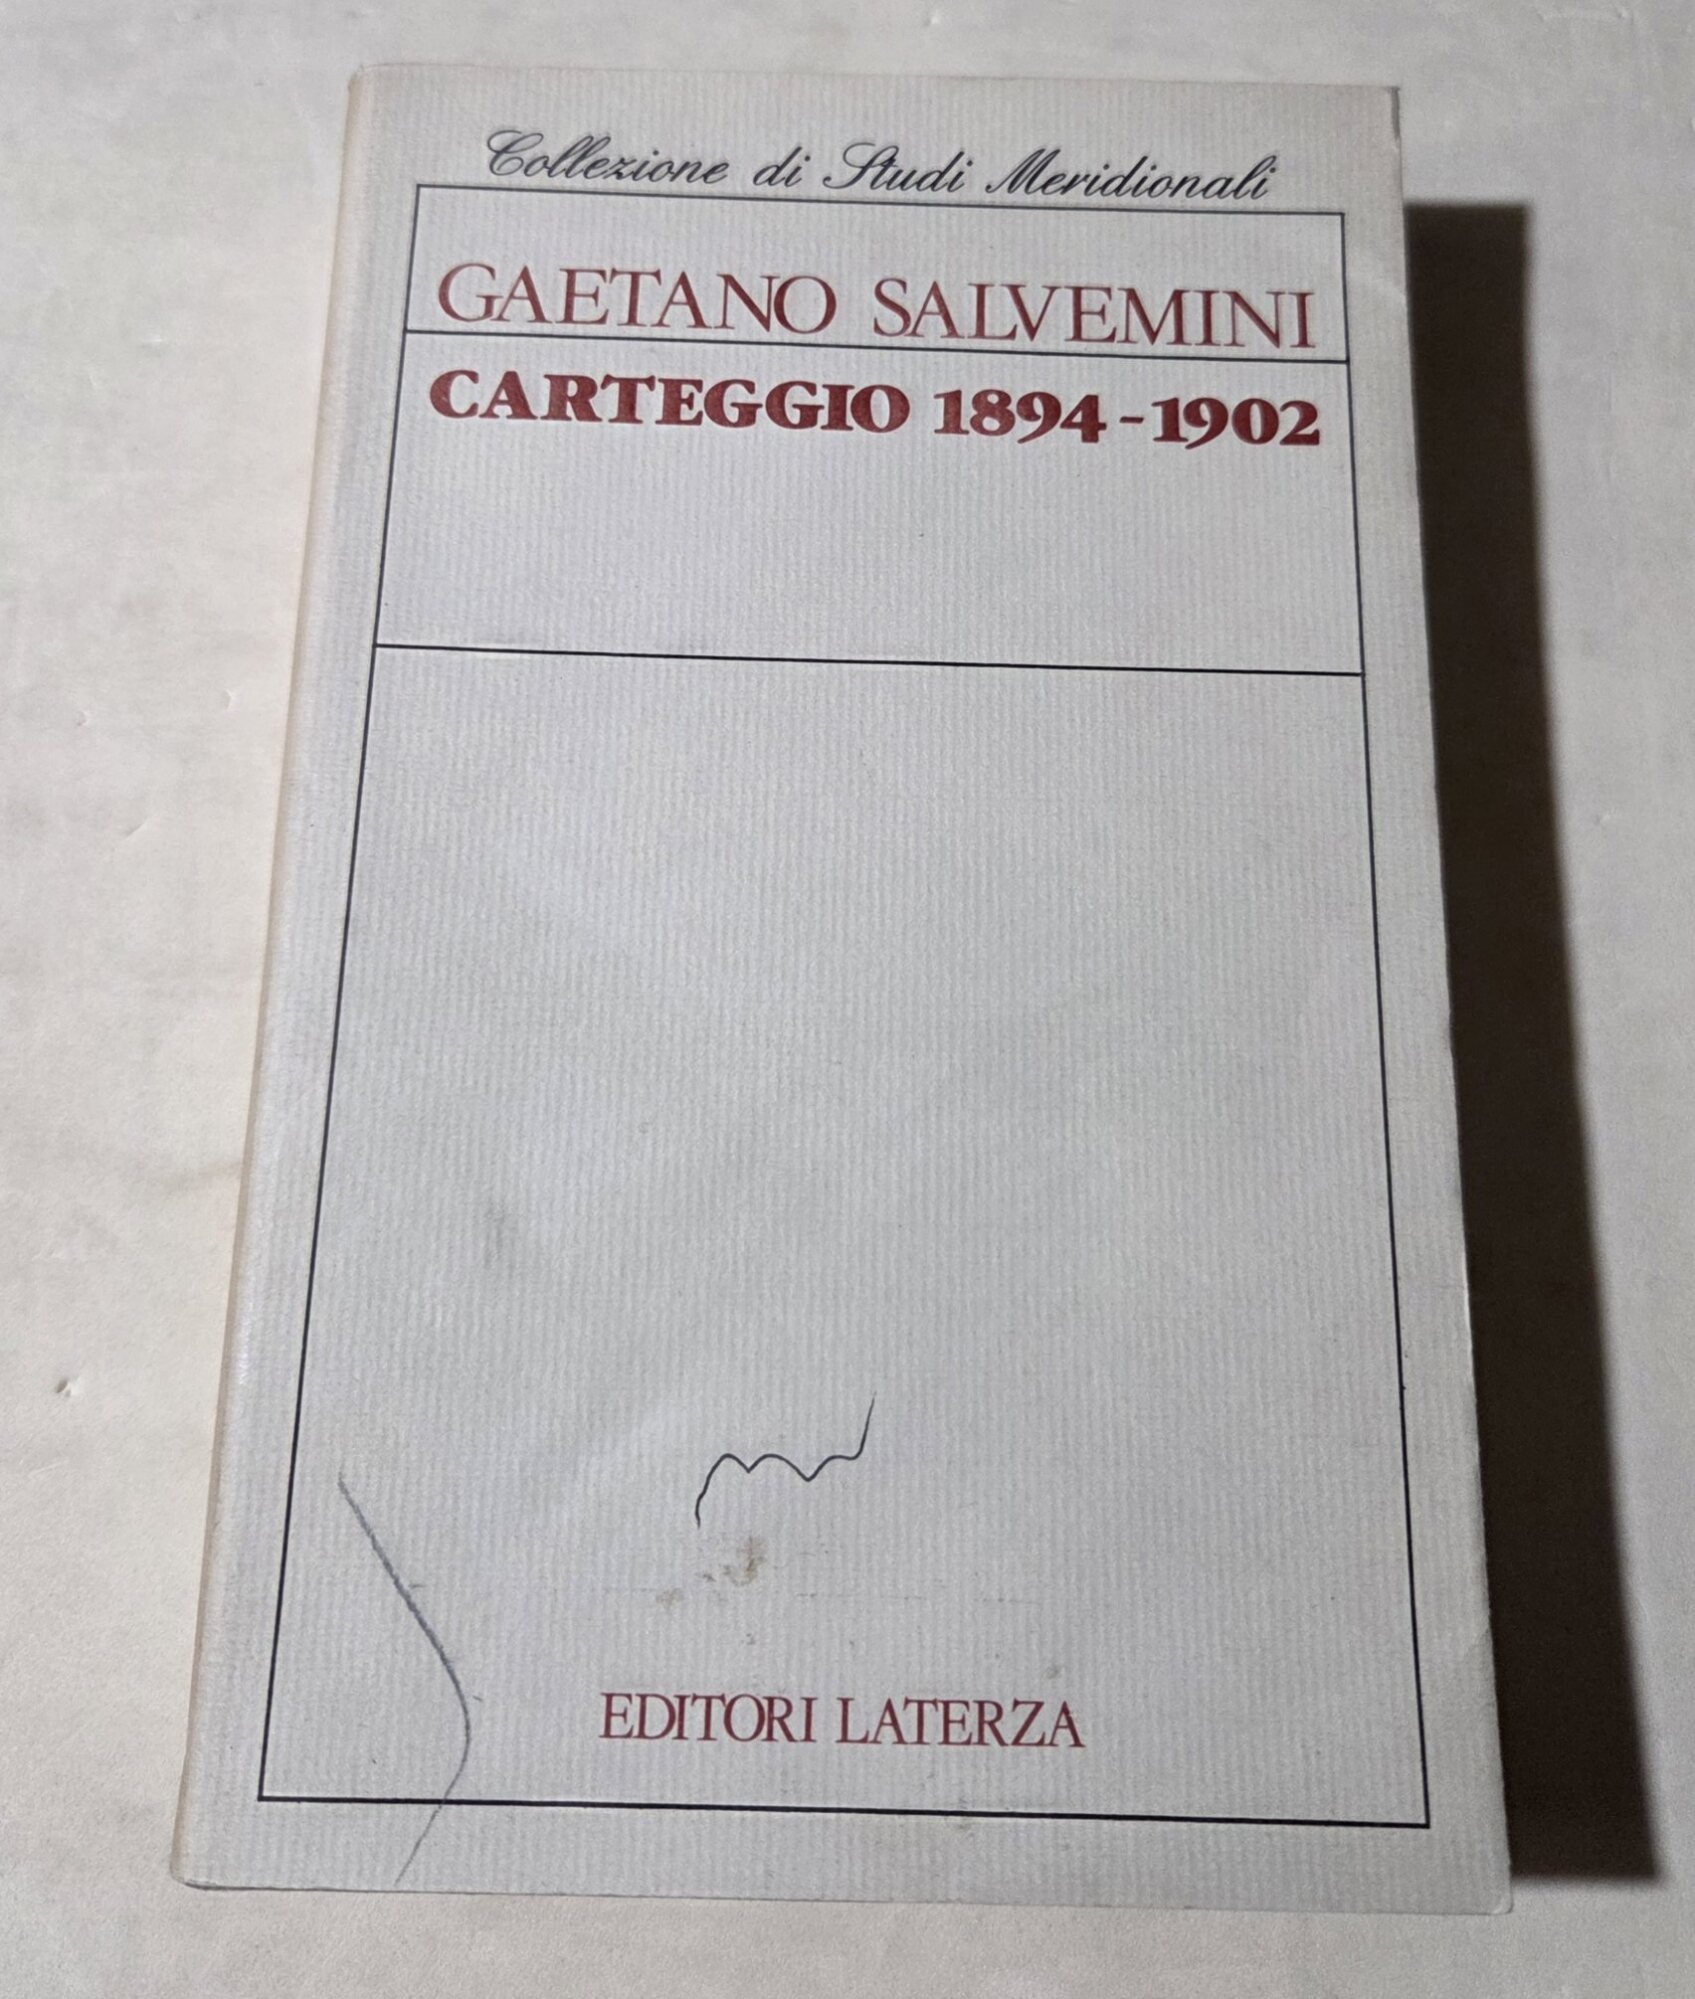 Collezione di Studi Meridionali
GAETANO SALVEMINI
CARTEGGIO 1894-1902
EDITORI LATERZA